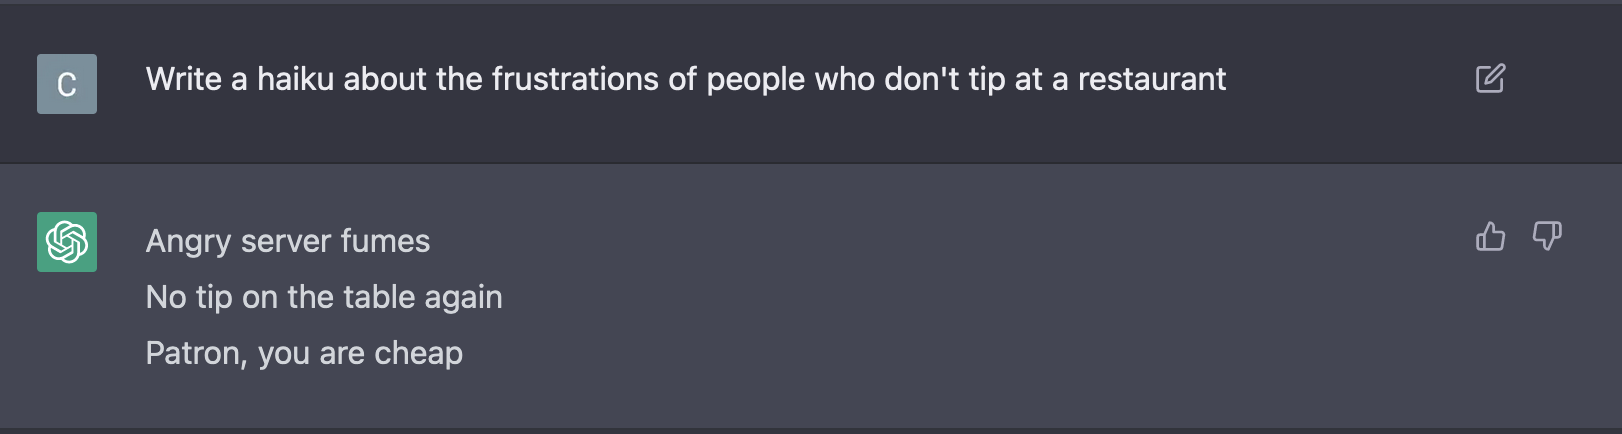 C
Write a haiku about the frustrations of people who don't tip at a restaurant
Angry server fumes
No tip on the table again
Patron, you are cheap